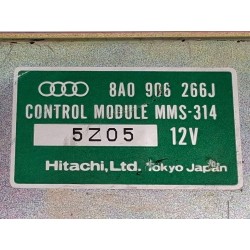 8A0 906 266J
CONTROL MODULE MMS-314
5Z05 12V
Hitachi, Ltd. Tokyo Japan